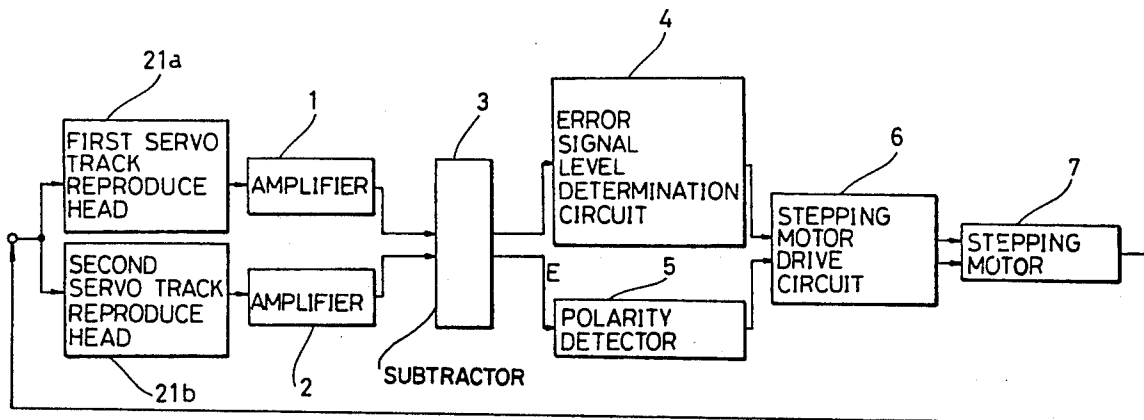 21a
FIRST SERVO
TRACK
REPRODUCE
HEAD
1
AMPLIFIER
3
4
ERROR
SIGNAL
LEVEL
DETERMINATION
CIRCUIT
6
STEPPING
MOTOR
DRIVE
CIRCUIT
7
STEPPING
MOTOR
SECOND
SERVO TRACK
REPRODUCE
HEAD
21b
AMPLIFIER
2
SUBTRACTOR
E
5
POLARITY
DETECTOR